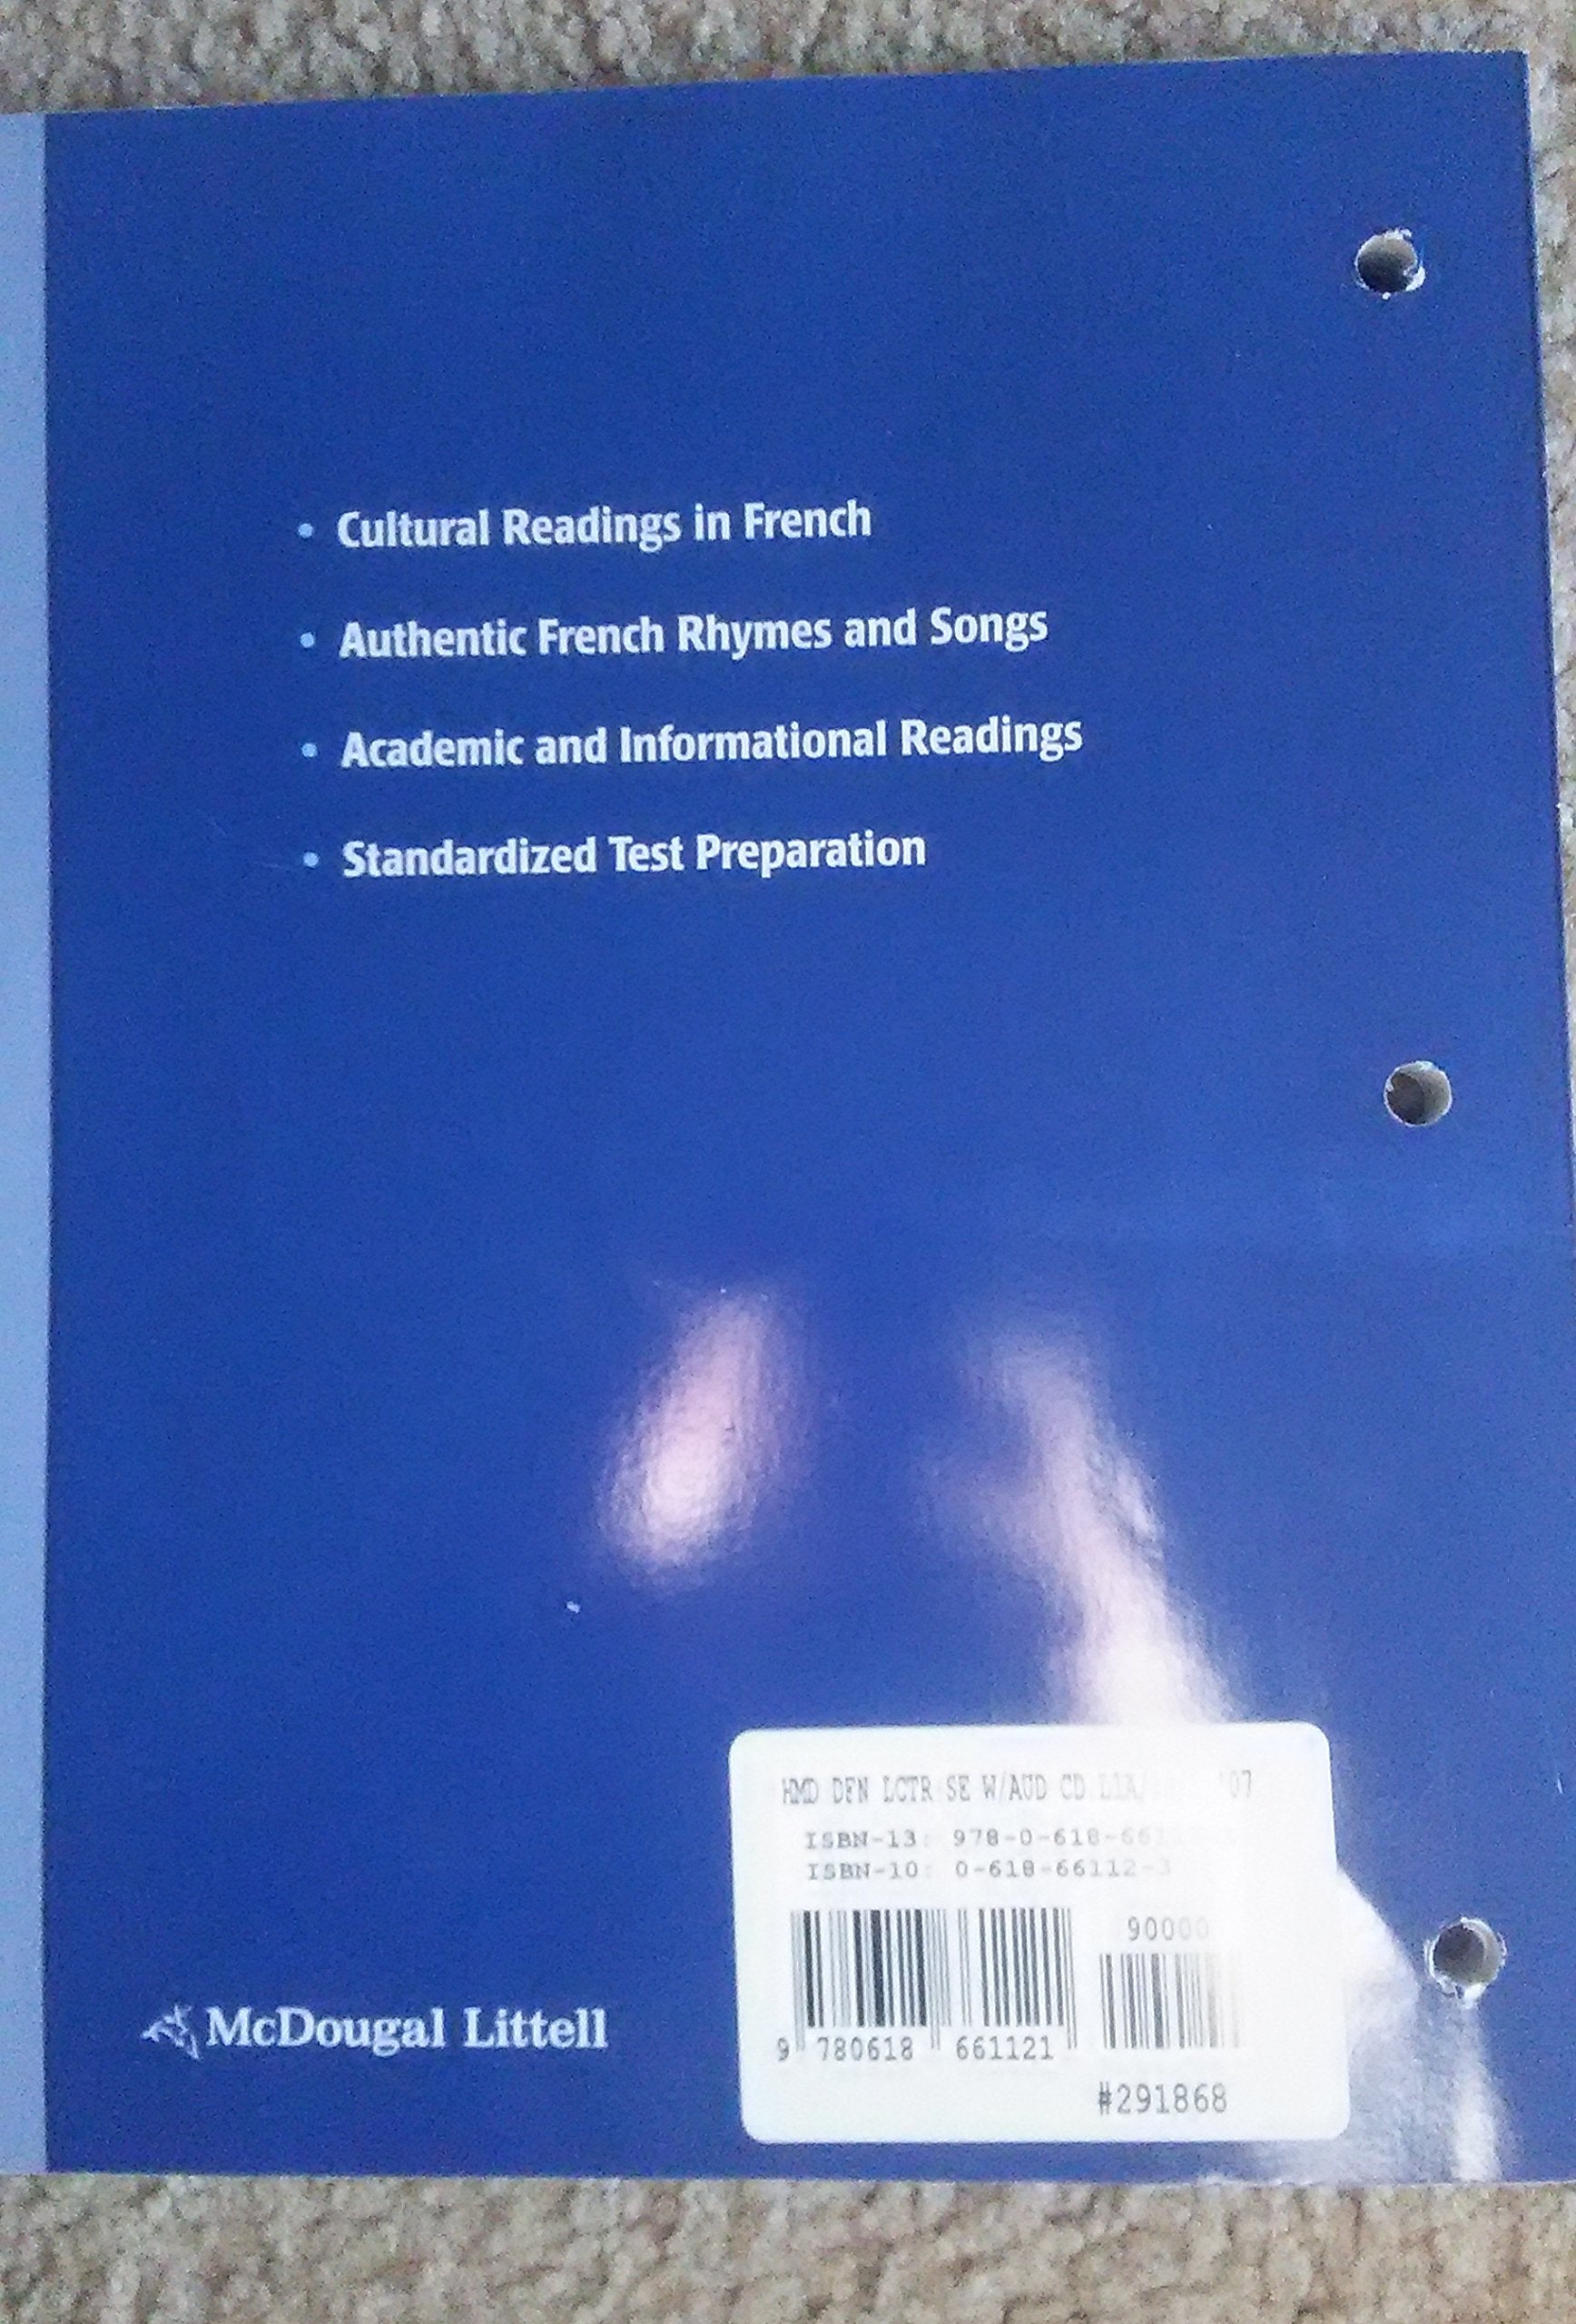 • Cultural Readings in French
• Authentic French Rhymes and Songs
• Academic and Informational Readings
• Standardized Test Preparation
McDougal Littell
HMD DFN LCTR SE W/AUD CD '07
ISBN-13:
ISBN-10: 0-618-66112-3
90000
9 780618 661121
#291868